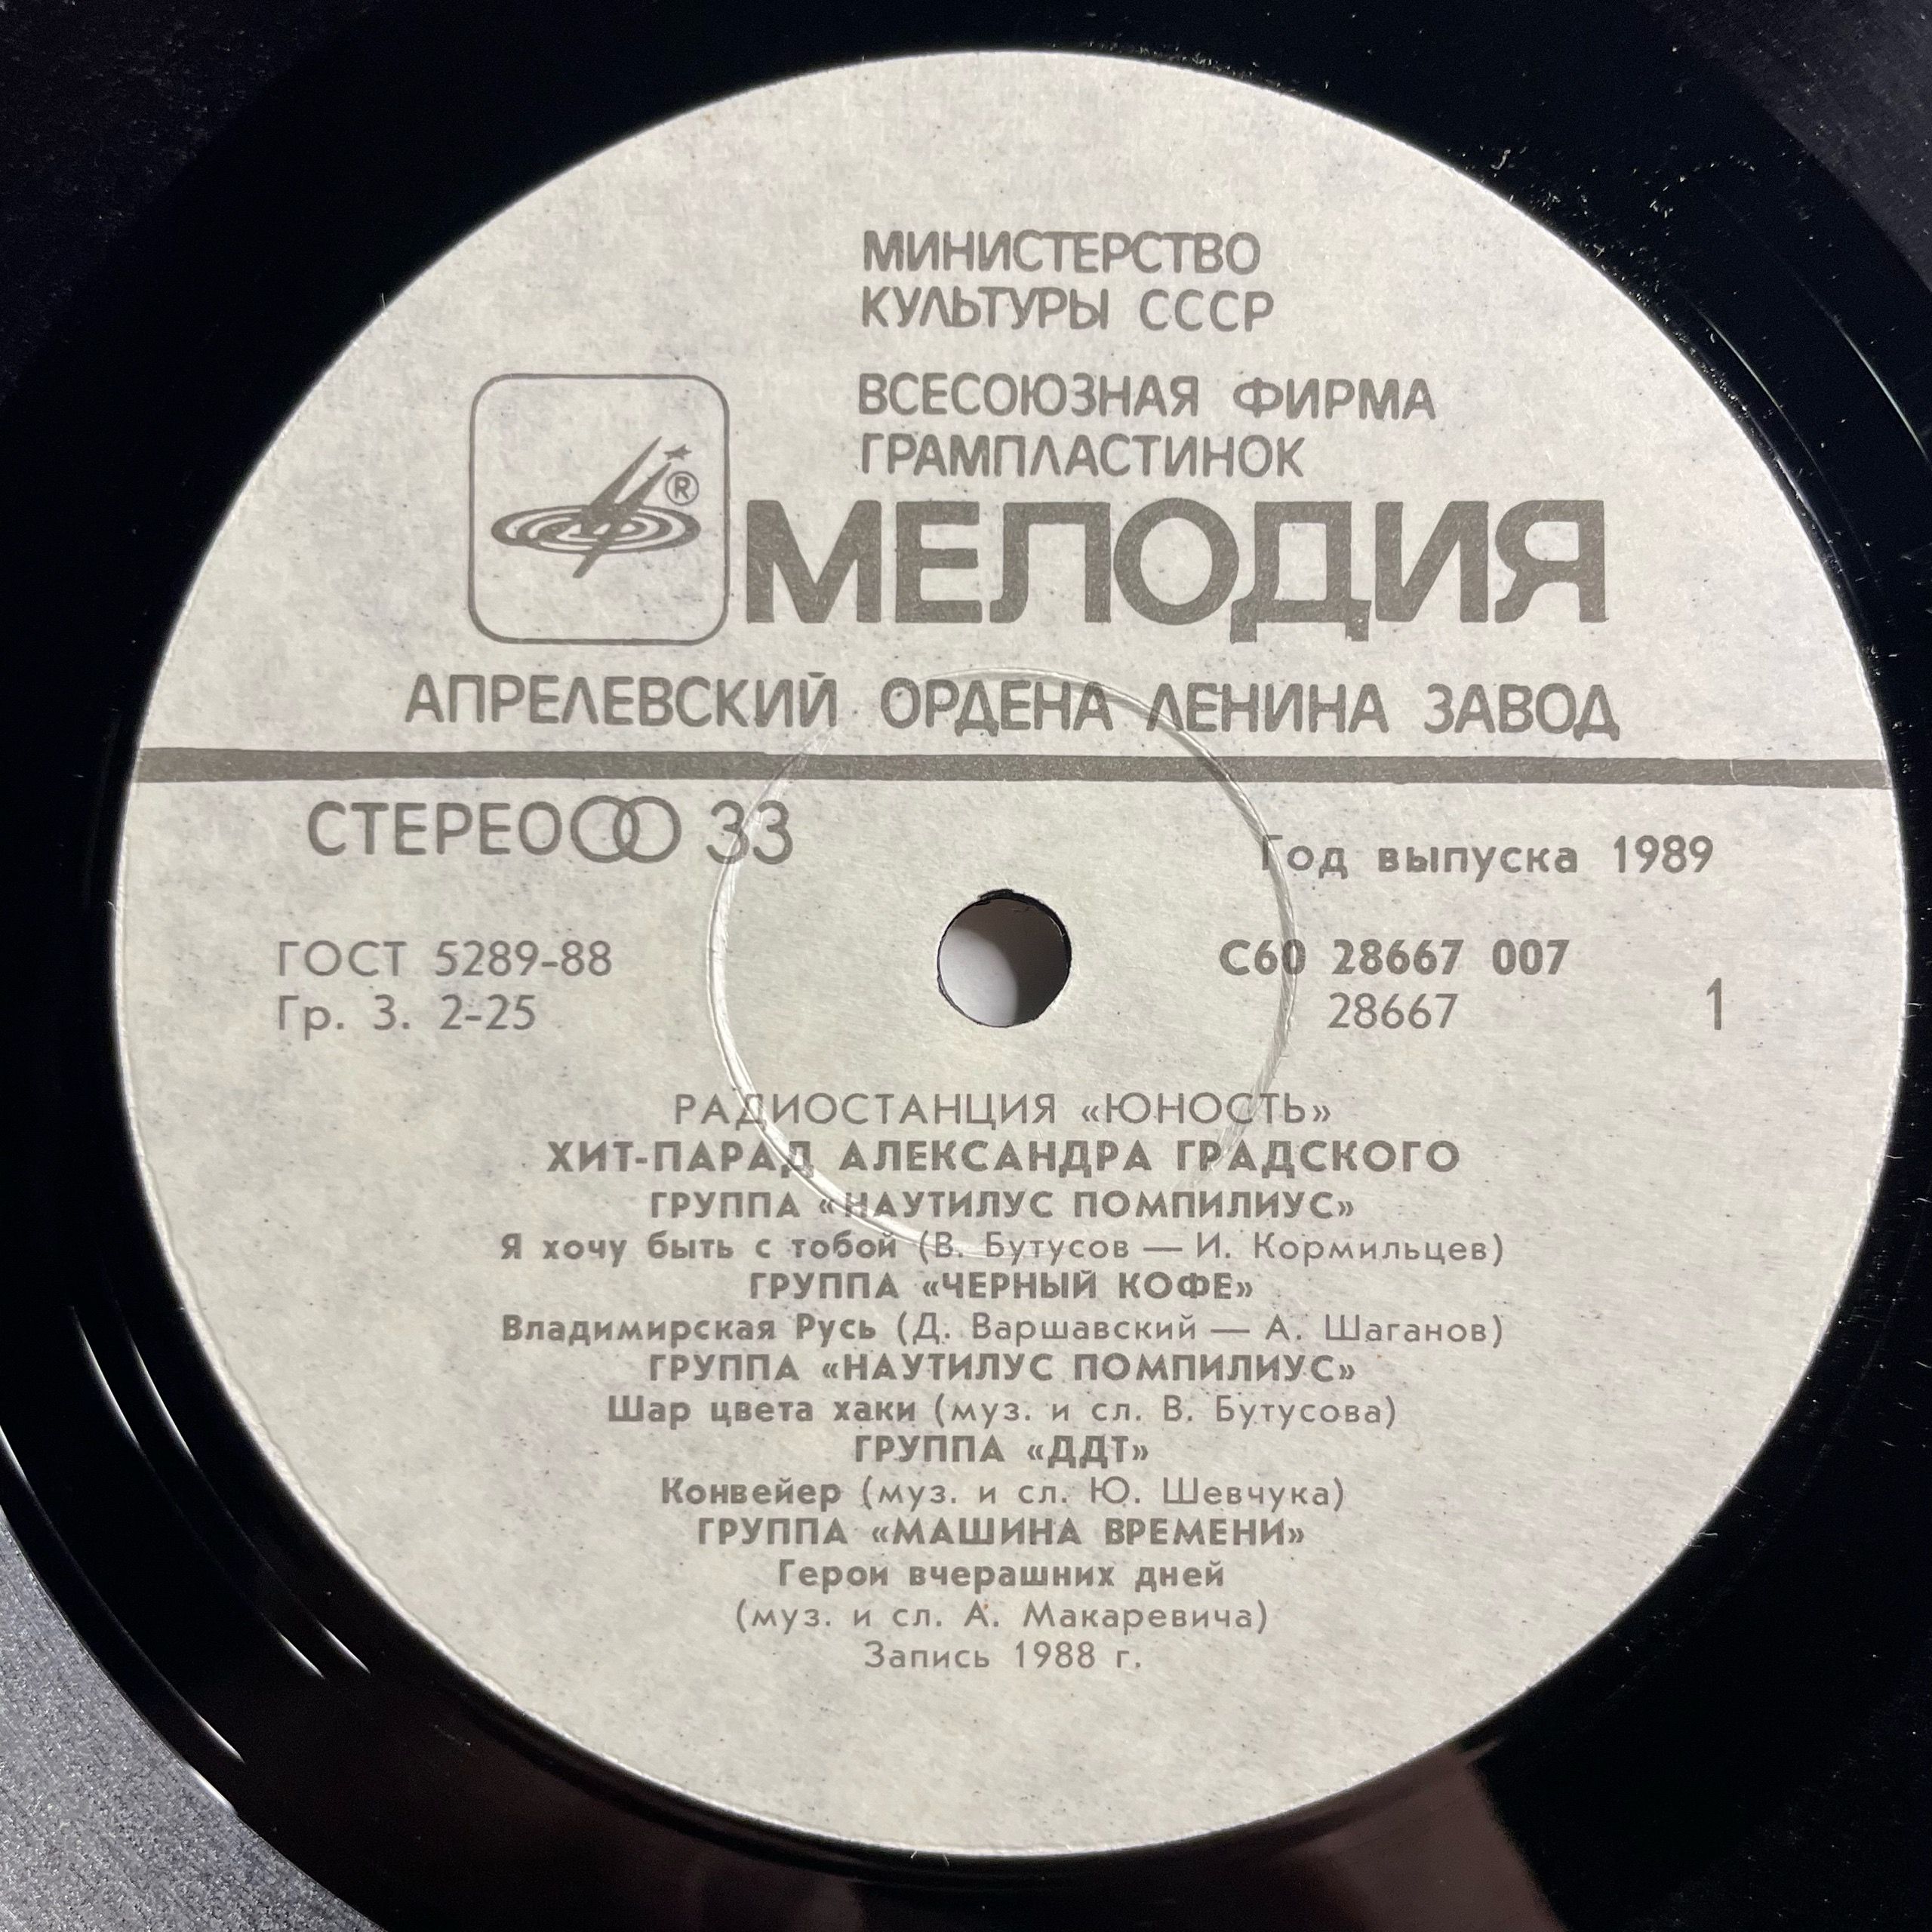 МИНИСТЕРСТВО
КУЛЬТУРЫ СССР
ВСЕСОЮЗНАЯ ФИРМА
ГРАМПЛАСТИНОК
®
МЕЛОДИЯ
АПРЕЛЕВСКИЙ ОРДЕНА ЛЕНИНА ЗАВОД
СТЕРЕО 33
Год выпуска 1989
ГОСТ 5289-88
Гр. 3. 2-25
С60 28667 007
28667
1
РАДИОСТАНЦИЯ «ЮНОСТЬ»
ХИТ-ПАРАД АЛЕКСАНДРА ГРАДСКОГО
ГРУППА «НАУТИЛУС ПОМПИЛИУС»
Я хочу быть с тобой (В. Бутусов — И. Кормильцев)
ГРУППА «ЧЕРНЫЙ КОФЕ»
Владимирская Русь (Д. Варшавский — А. Шаганов)
ГРУППА «НАУТИЛУС ПОМПИЛИУС»
Шар цвета хаки (муз. и сл. В. Бутусова)
ГРУППА «ДДТ»
Конвейер (муз. и сл. Ю. Шевчука)
ГРУППА «МАШИНА ВРЕМЕНИ»
Герои вчерашних дней
(муз. и сл. А. Макаревича)
Запись 1988 г.